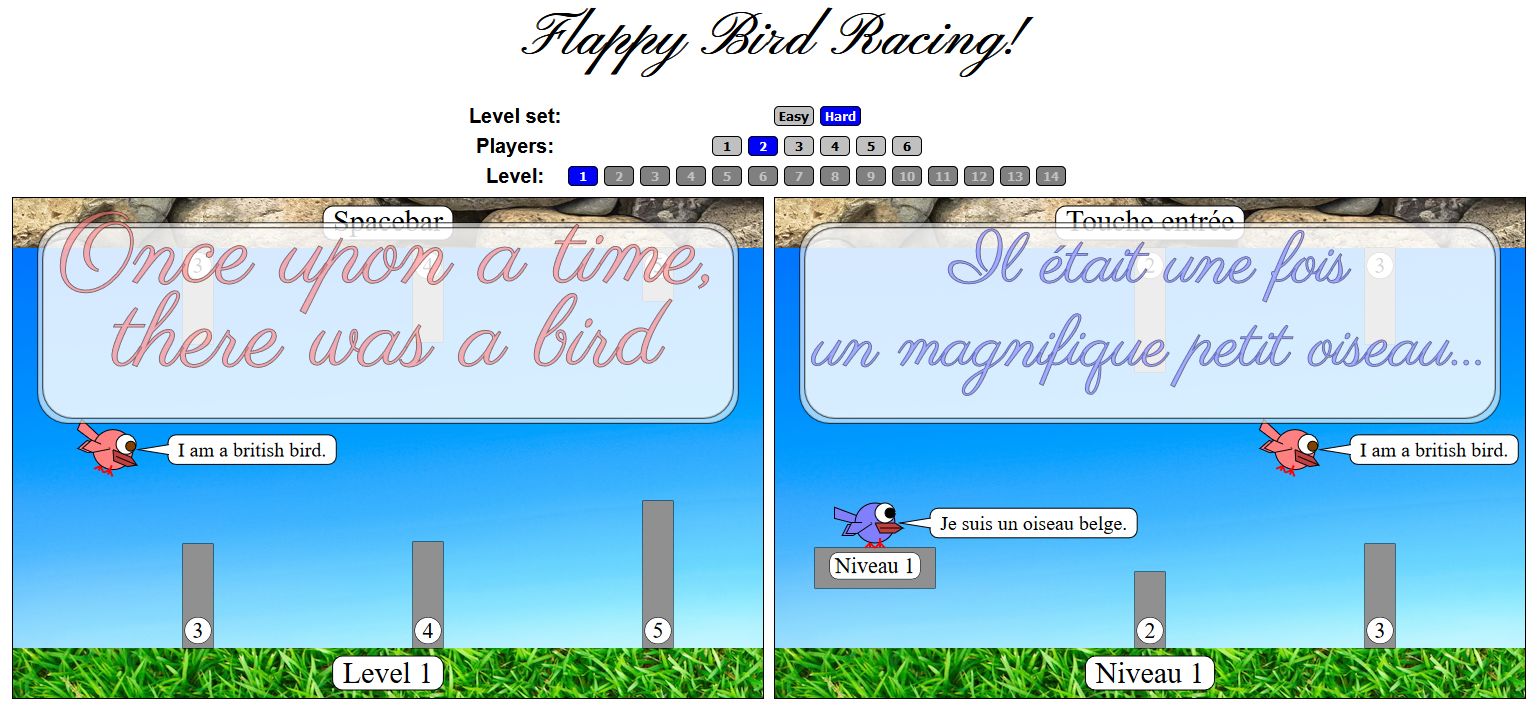 Flappy Bird Racing!
Level set: Easy Hard
Players: 1 2 3 4 5 6
Level: 1 2 3 4 5 6 7 8 9 10 11 12 13 14
Spacebar
Once upon a time,
there was a bird
3 4 5
I am a british bird.
3 4 5
Level 1
Touche entrée
Il était une fois
un magnifique petit oiseau...
2 3
I am a british bird.
Je suis un oiseau belge.
Niveau 1
2 3
Niveau 1